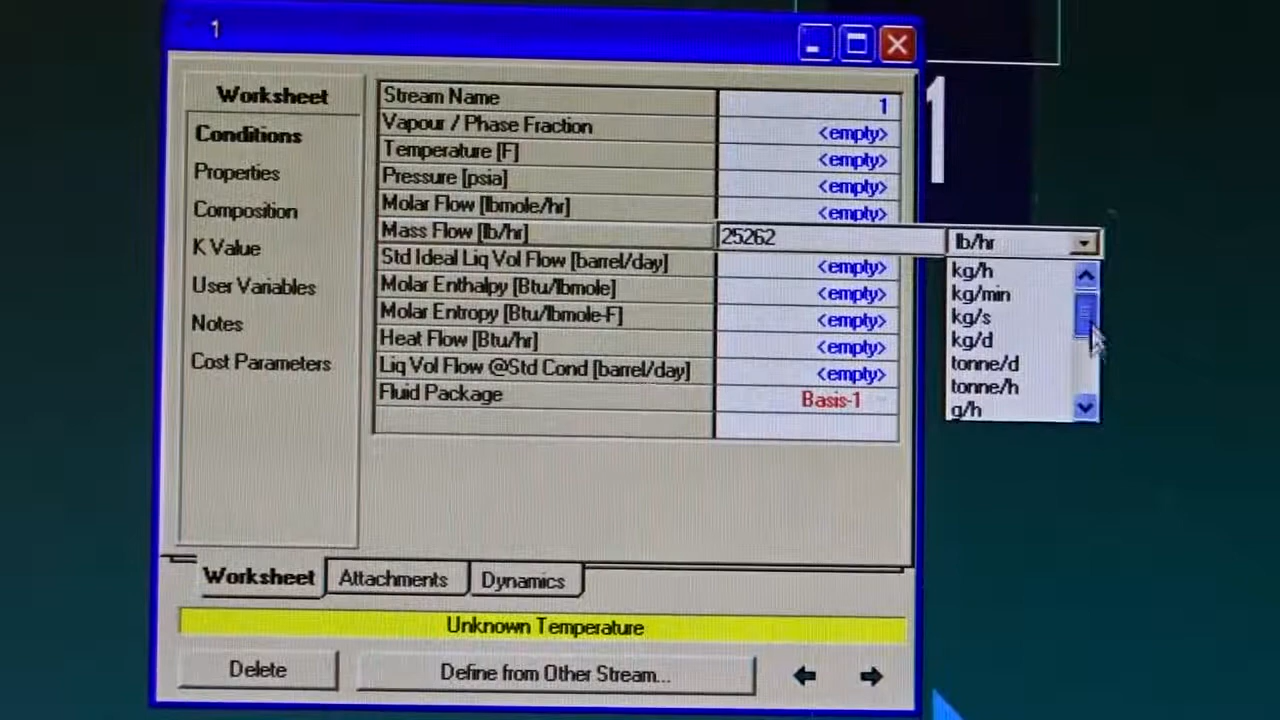 1
Worksheet
Conditions
Properties
Composition
K Value
User Variables
Notes
Cost Parameters
Stream Name 1
Vapour / Phase Fraction <empty>
Temperature [F] <empty>
Pressure [psia] <empty>
Molar Flow [lbmole/hr] <empty>
Mass Flow [lb/hr] 25262 lb/hr
Std Ideal Liq Vol Flow [barrel/day] <empty>
Molar Enthalpy [Btu/lbmole] <empty>
Molar Entropy [Btu/lbmole-F] <empty>
Heat Flow [Btu/hr] <empty>
Liq Vol Flow @Std Cond [barrel/day] <empty>
Fluid Package Basis-1
kg/h
kg/min
kg/s
kg/d
tonne/d
tonne/h
g/h
1
Worksheet Attachments Dynamics
Unknown Temperature
Delete Define from Other Stream...